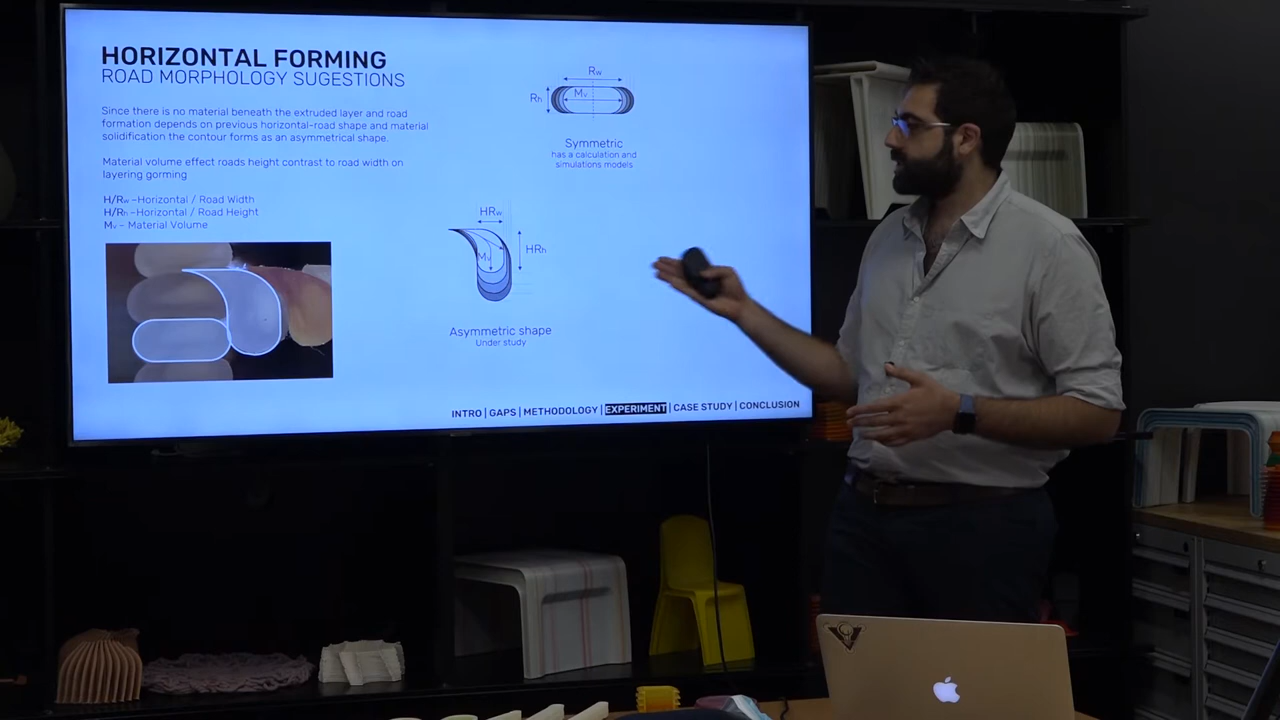 HORIZONTAL FORMING
ROAD MORPHOLOGY SUGESTIONS
Since there is no material beneath the extruded layer and road
formation depends on previous horizontal-road shape and material
solidification the contour forms as an asymmetrical shape.
Material volume effect roads height contrast to road width on
layering gorming
H/Rw –Horizontal / Road Width
H/Rh –Horizontal / Road Height
Mv – Material Volume
Rw
Rh
Mv
Symmetric
has a calculation and
simulations models
HRw
HRh
Mv
Asymmetric shape
Under study
INTRO | GAPS | METHODOLOGY | EXPERIMENT | CASE STUDY | CONCLUSION